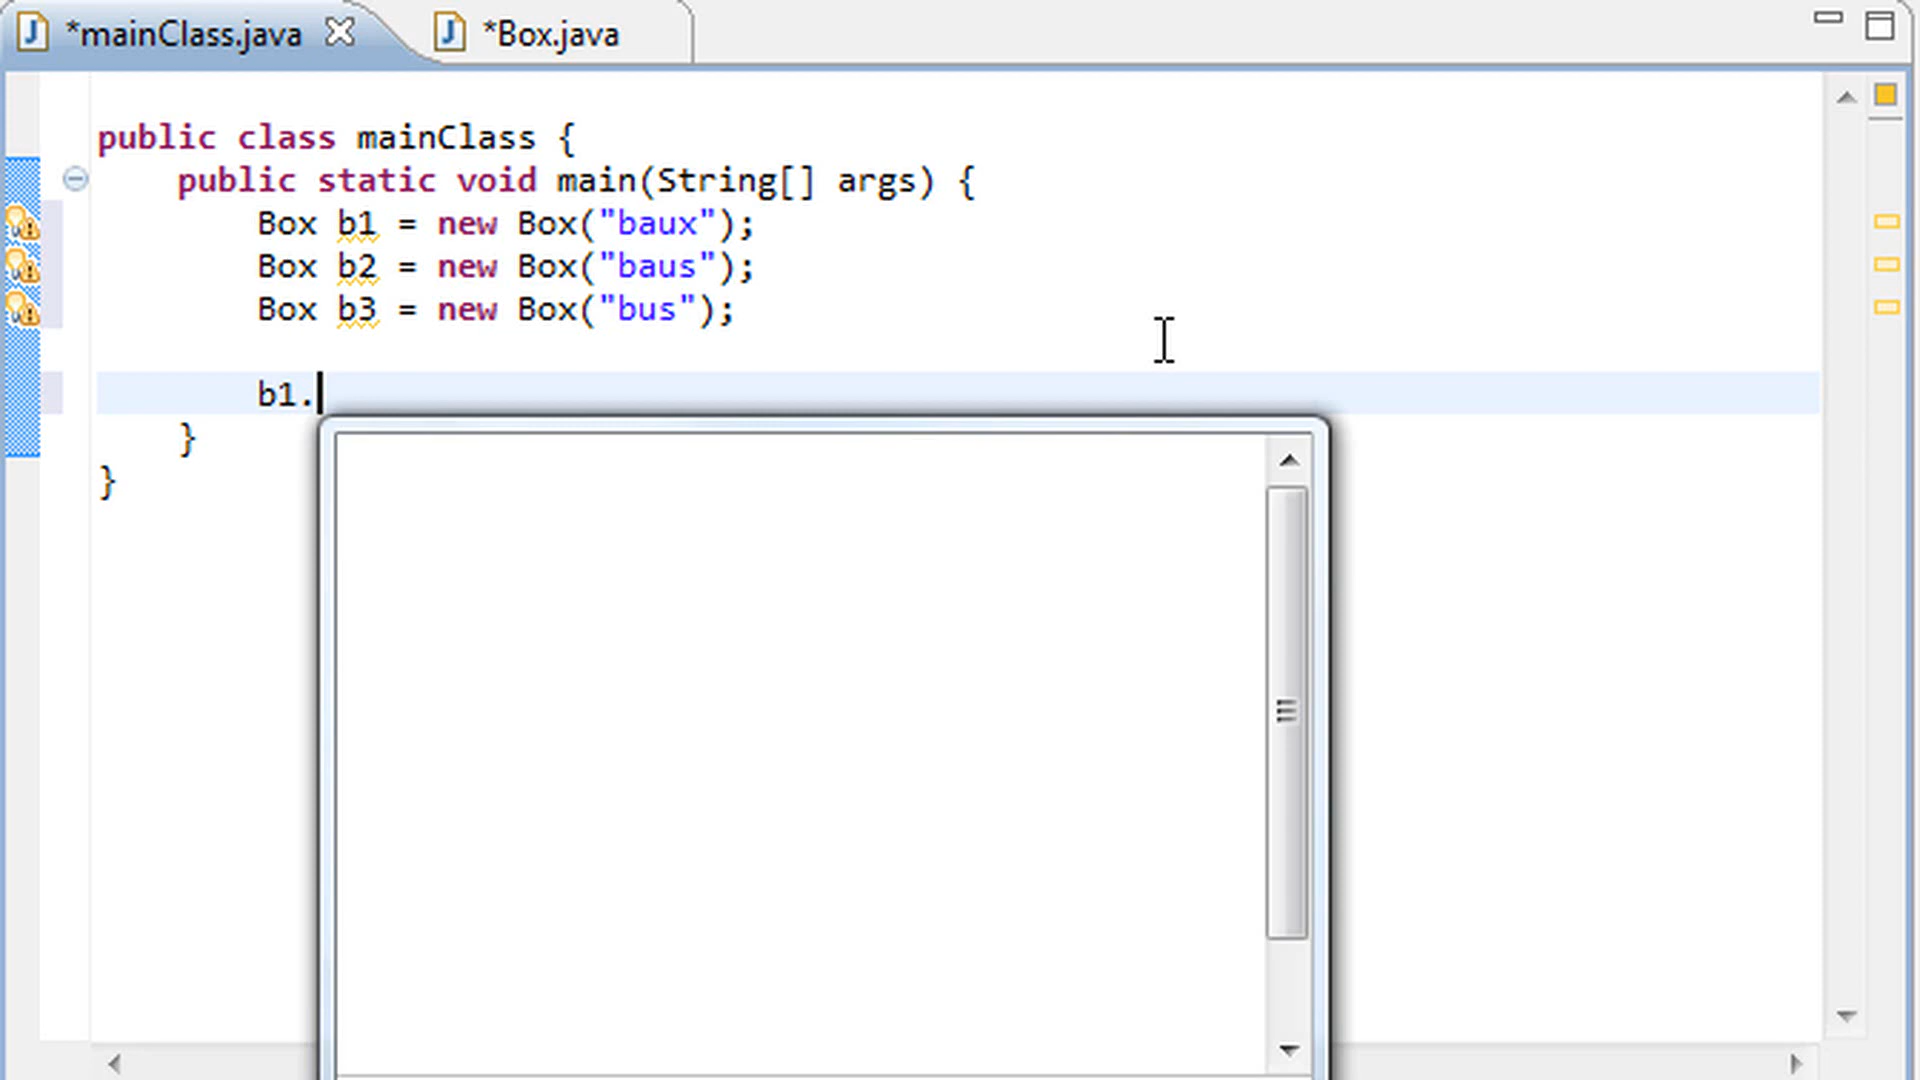 *mainClass.java
*Box.java
public class mainClass {
public static void main(String[] args) {
Box b1 = new Box("baux");
Box b2 = new Box("baus");
Box b3 = new Box("bus");
b1.
}
}